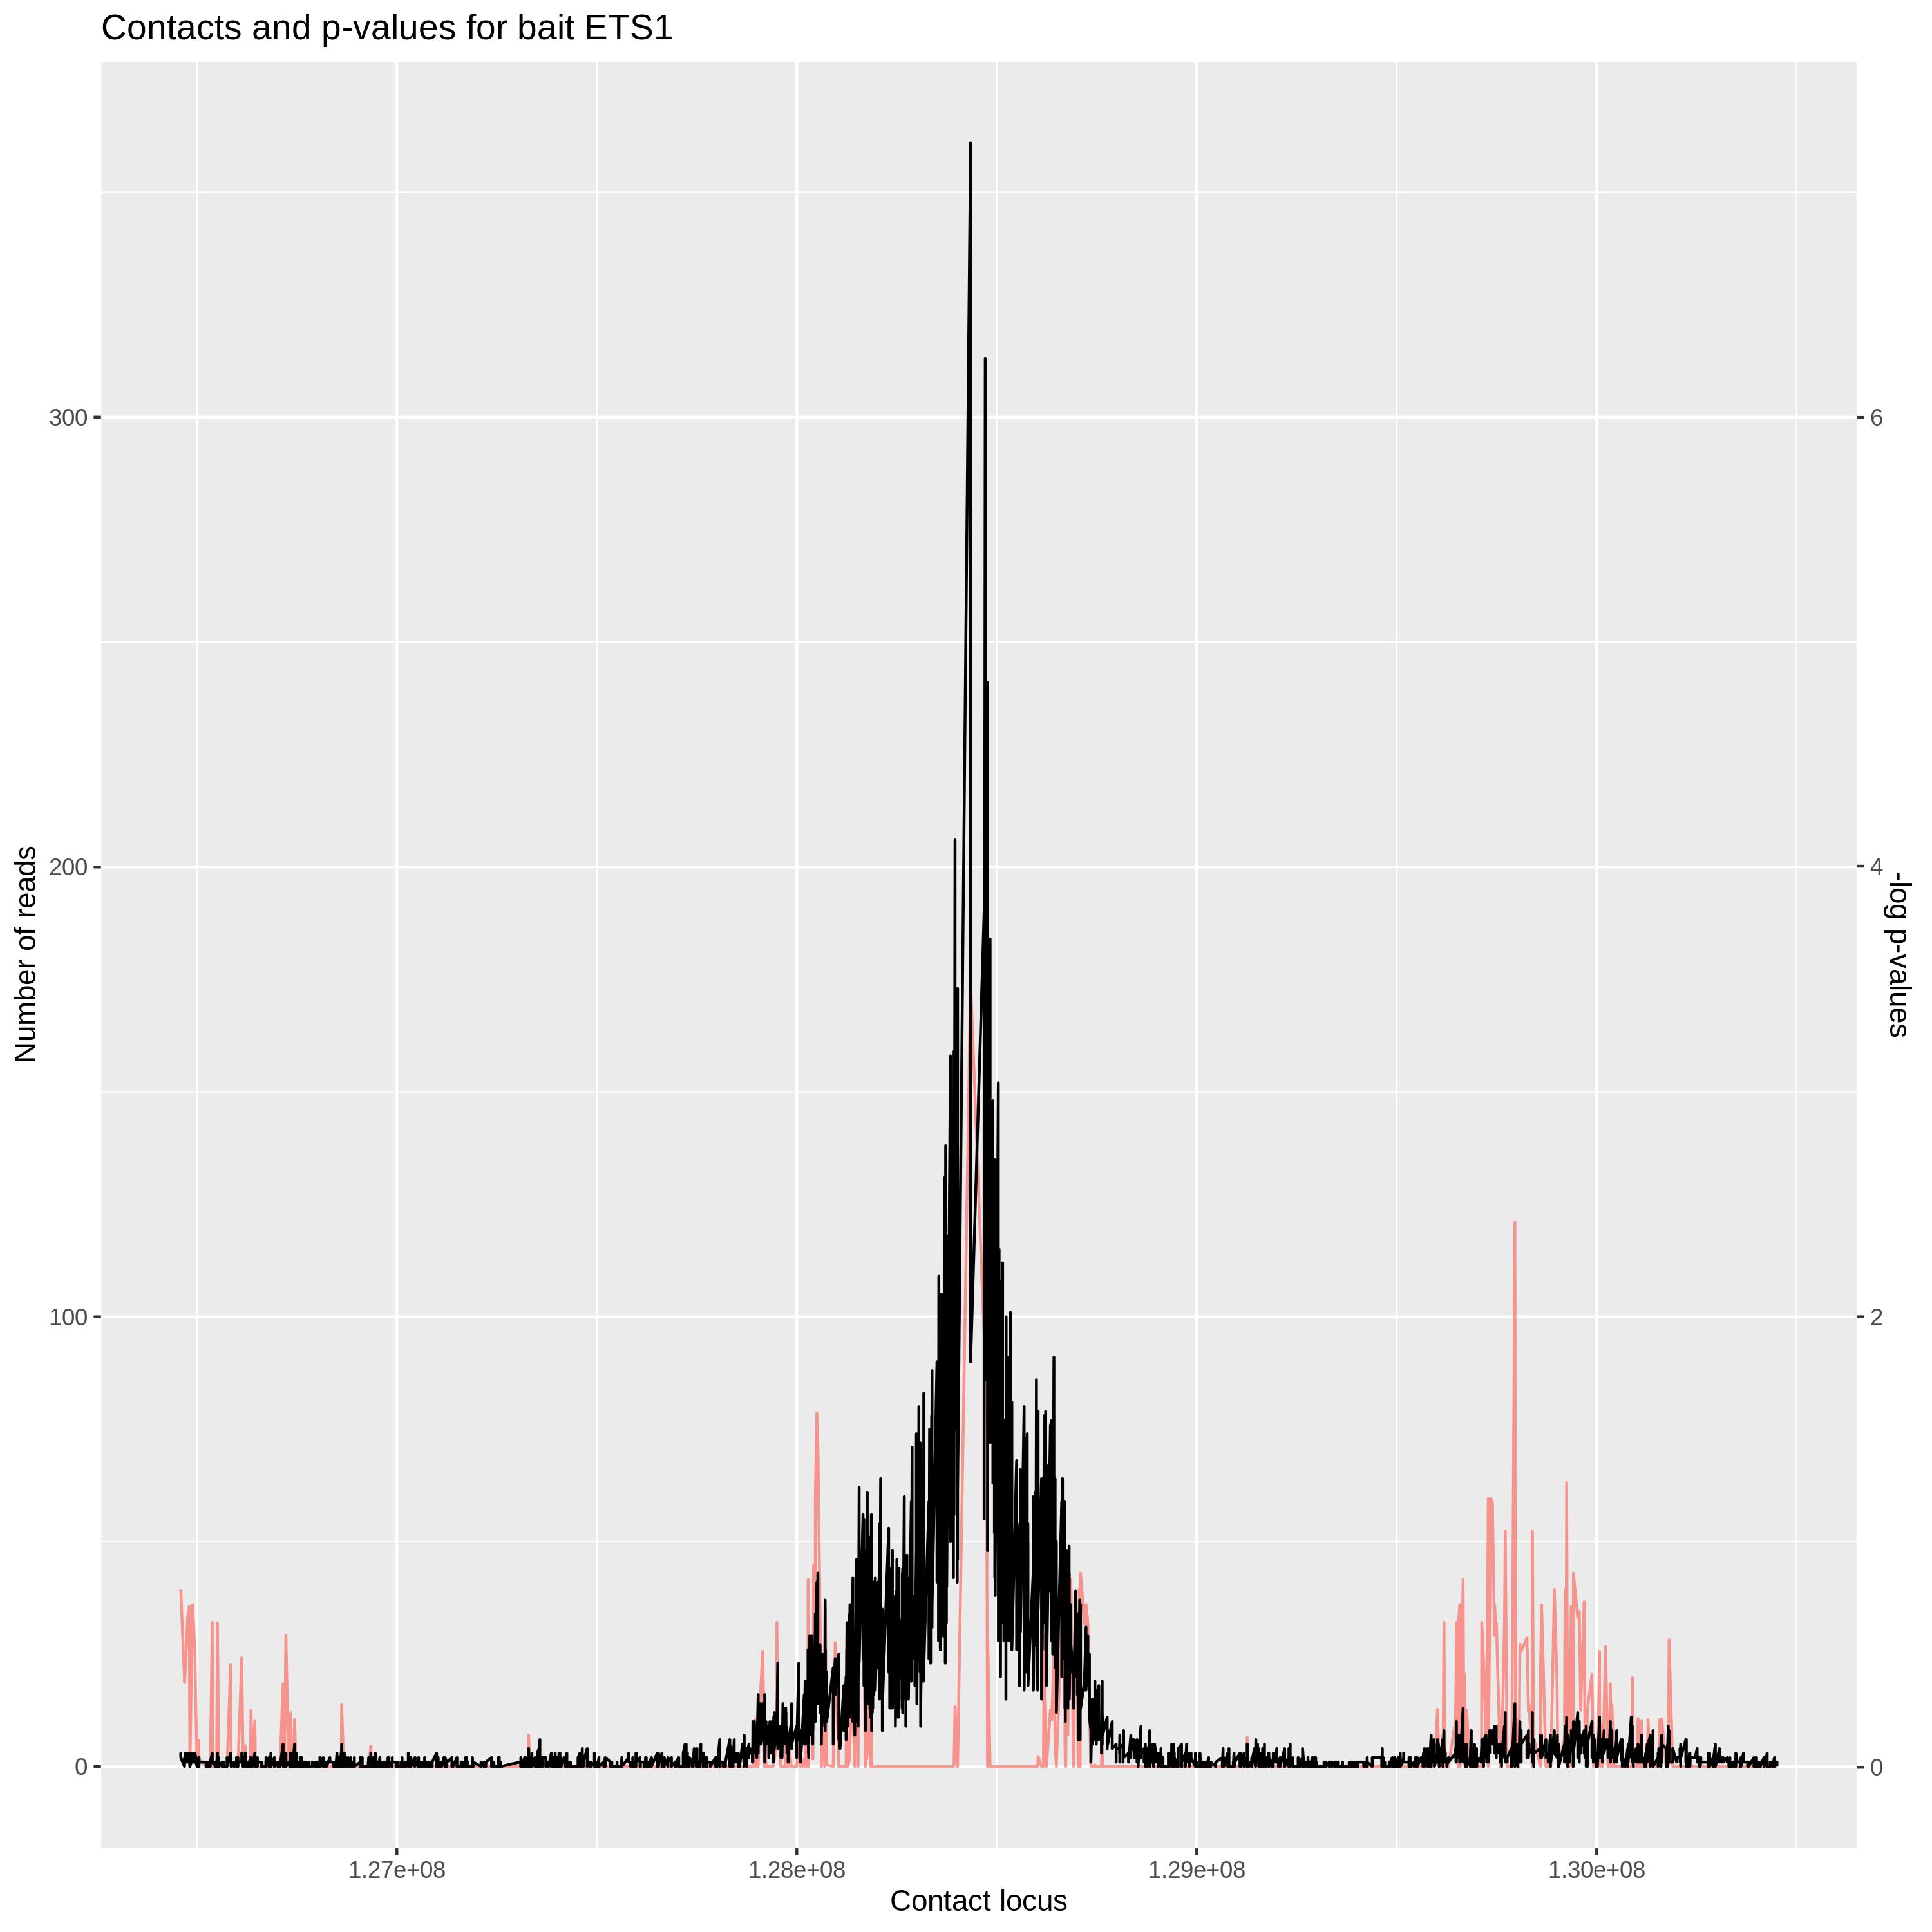 Contacts and p-values for bait ETS1
Number of reads
300
200
100
0
6
4
2
0
-log p-values
1.27e+08
1.28e+08
1.29e+08
1.30e+08
Contact locus